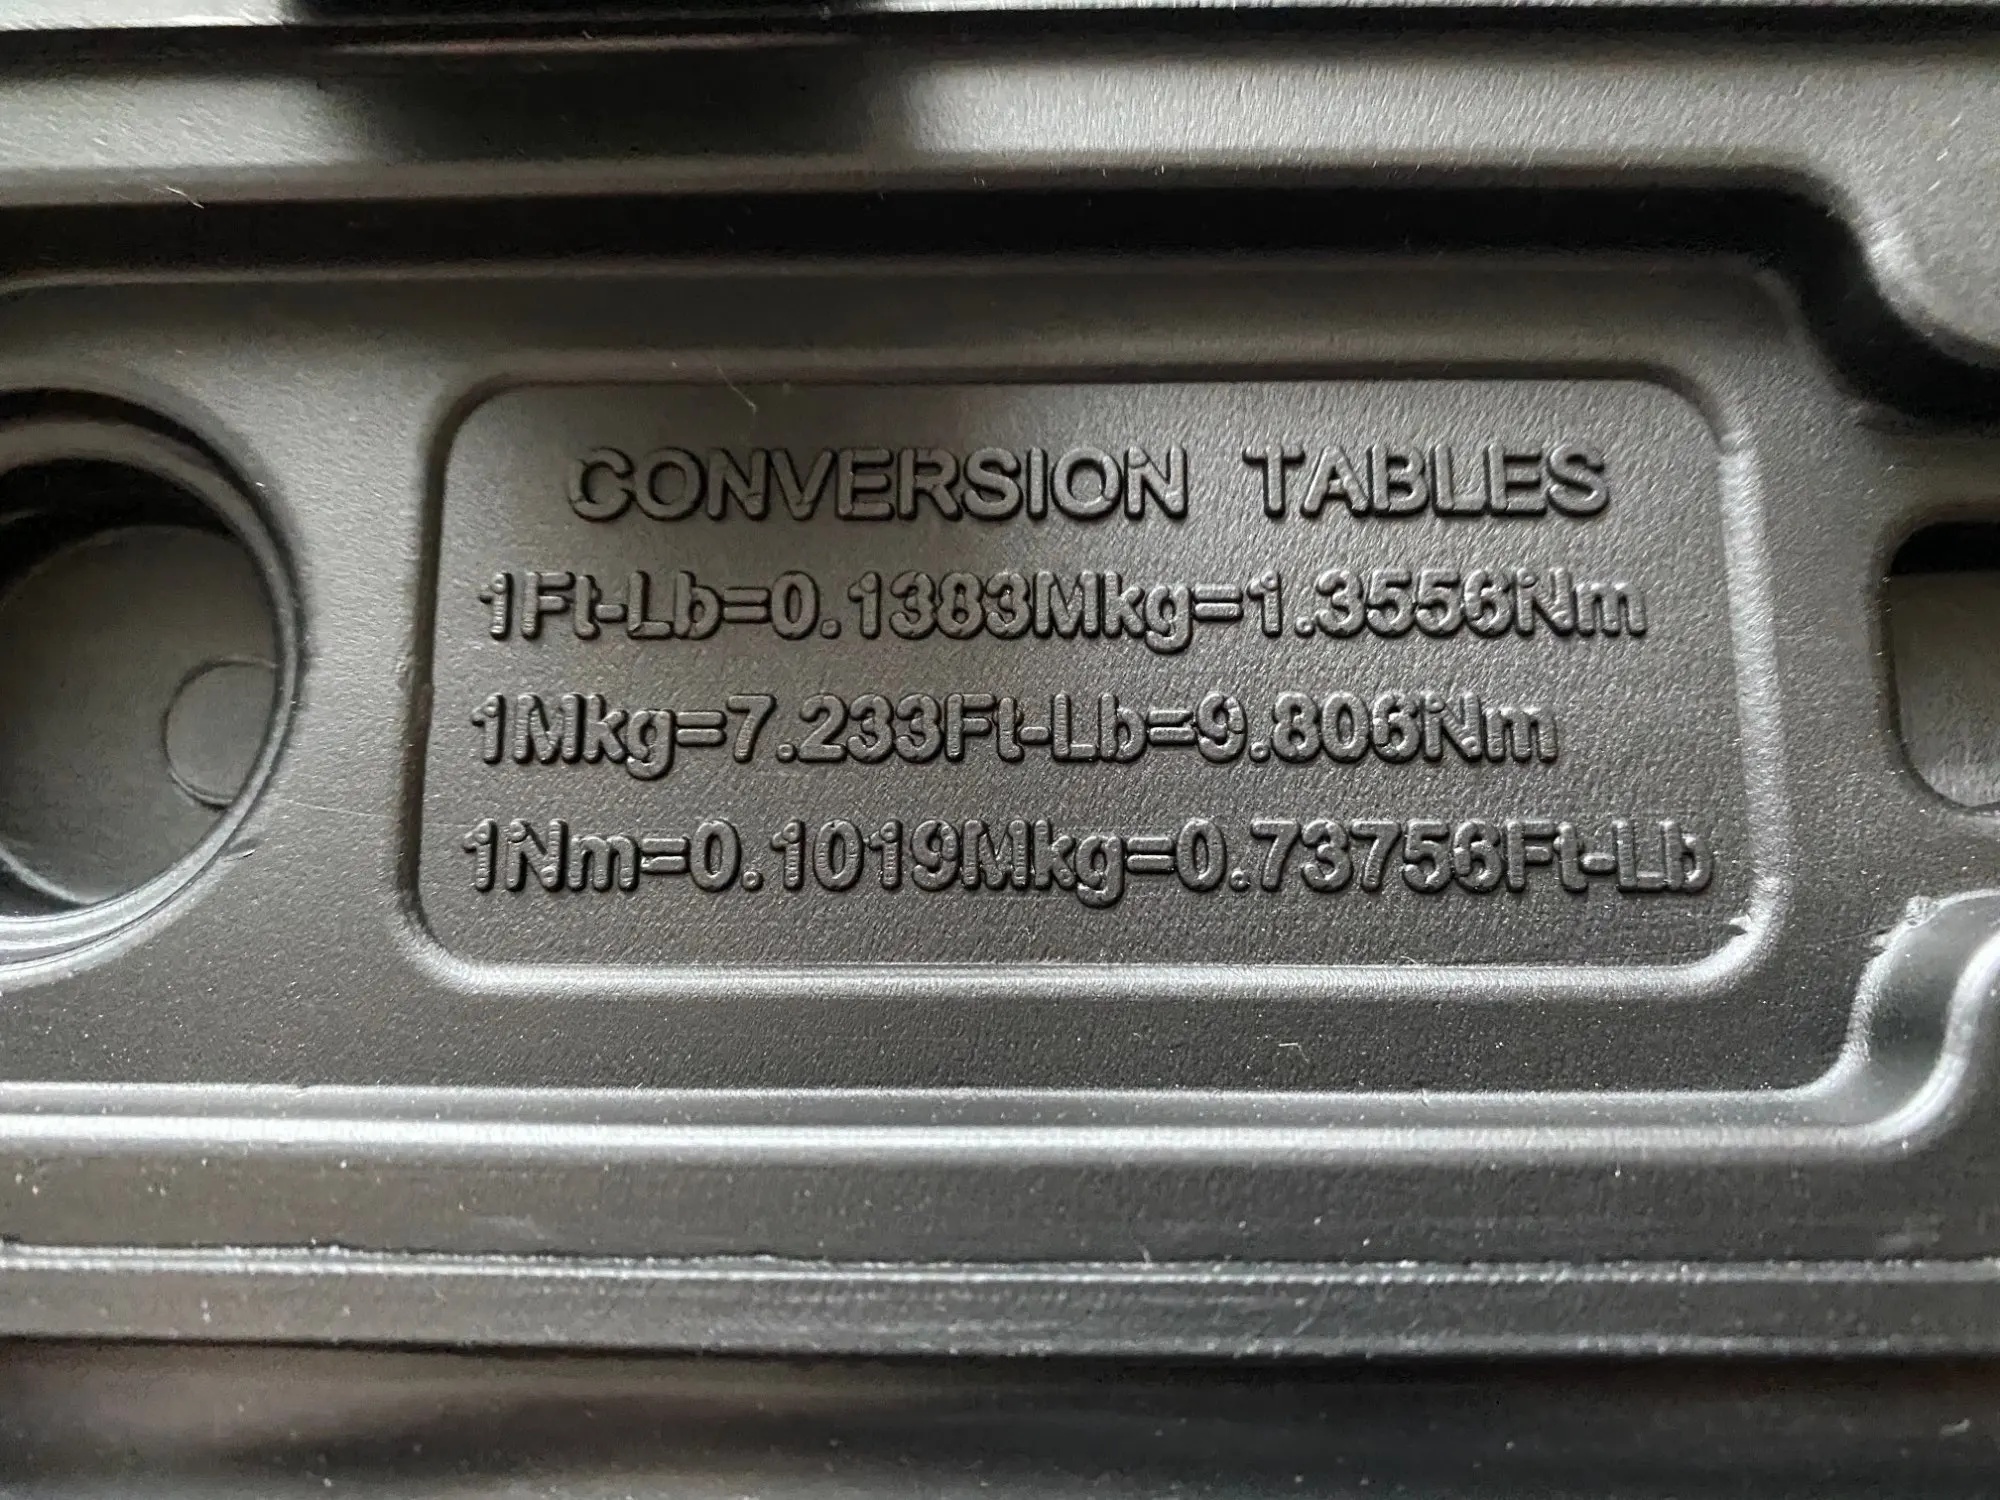 CONVERSION TABLES
1Ft-Lb=0.1383Mkg=1.3556Nm
1Mkg=7.233Ft-Lb=9.806Nm
1Nm=0.1019Mkg=0.73756Ft-Lb